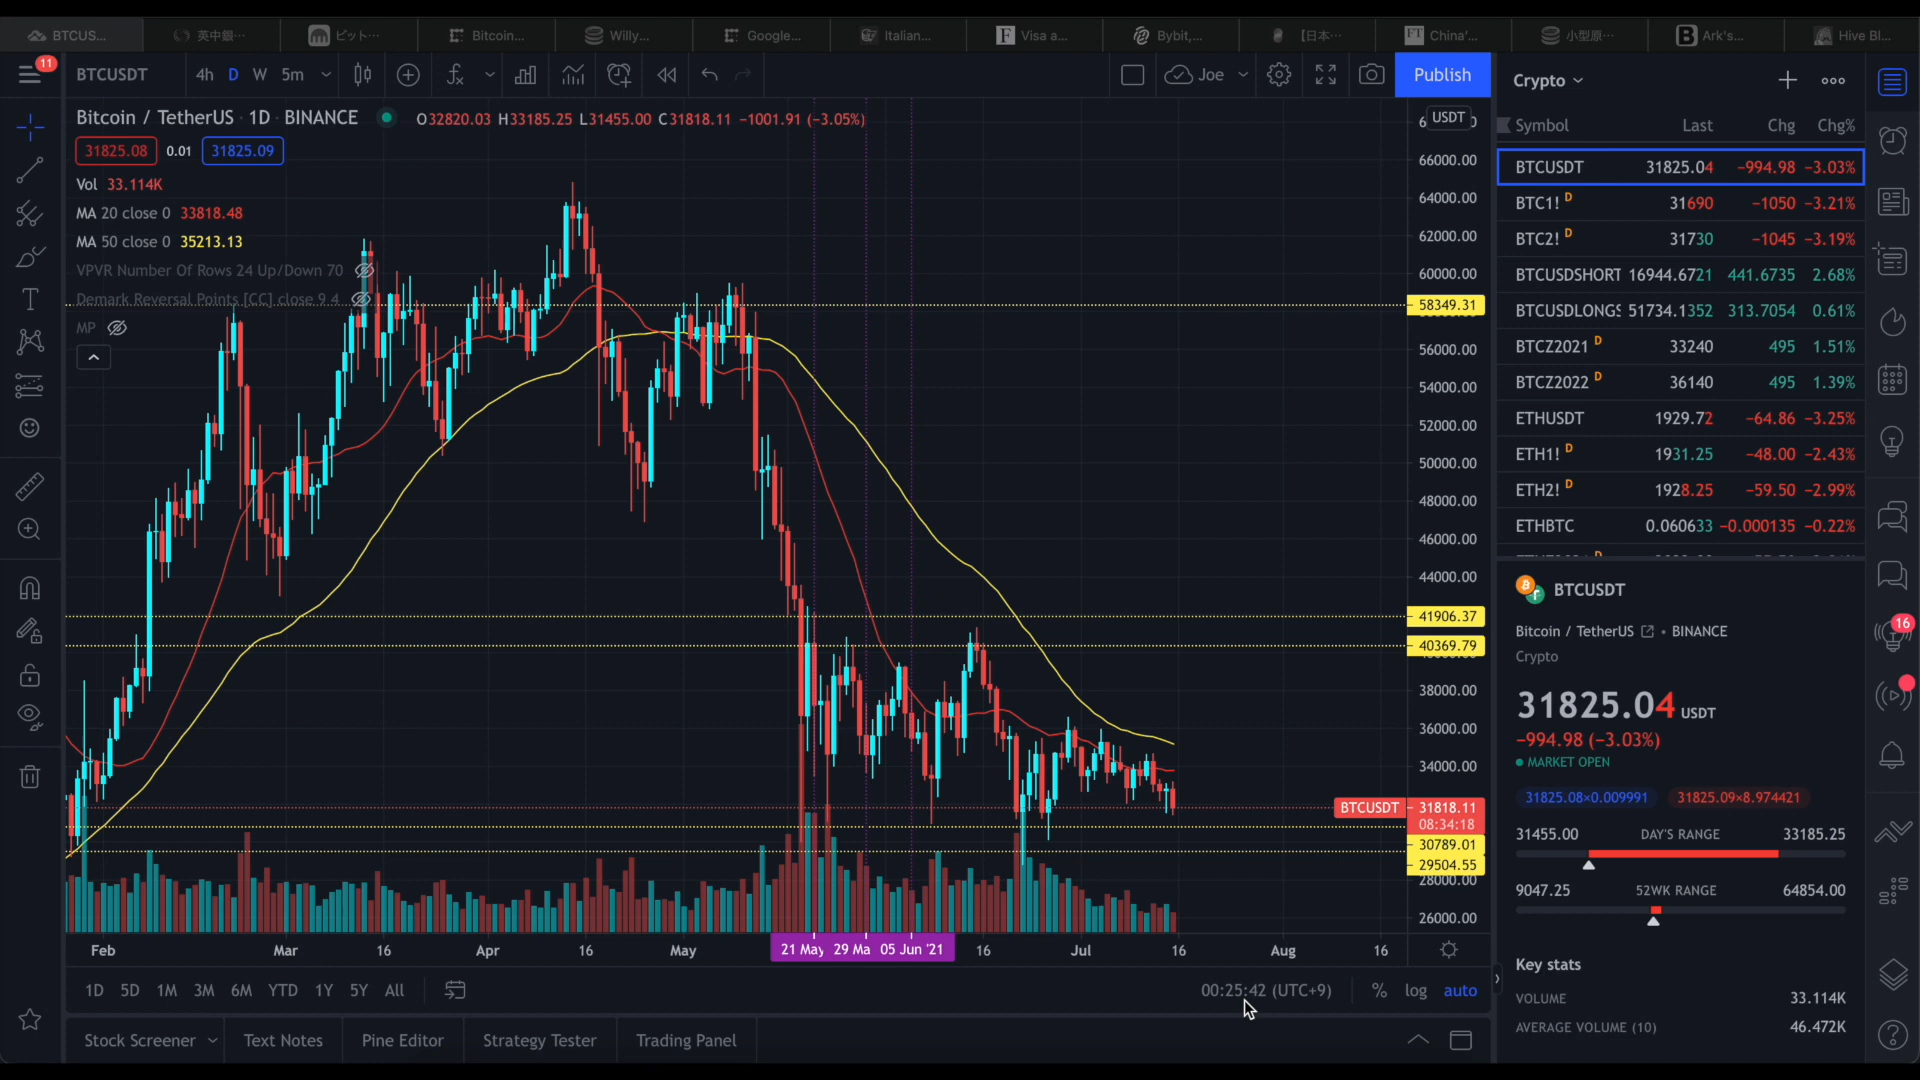 BTCUS...
英中銀...
ビット...
Bitcoin...
Willy...
Google...
Italian...
Visa a...
Bybit,...
【日本...
China'...
小型原...
Ark's...
Hive Bl...
11
BTCUSDT
4h
D
W
5m
Joe
Publish
Bitcoin / TetherUS · 1D · BINANCE
O32820.03 H33185.25 L31455.00 C31818.11 −1001.91 (−3.05%)
31825.08
0.01
31825.09
Vol 33.114K
MA 20 close 0 33818.48
MA 50 close 0 35213.13
VPVR Number Of Rows 24 Up/Down 70
Demark Reversal Points [CC] close 9 4
MP
USDT
66000.00
64000.00
62000.00
60000.00
58349.31
56000.00
54000.00
52000.00
50000.00
48000.00
46000.00
44000.00
41906.37
40369.79
38000.00
36000.00
34000.00
BTCUSDT 31818.11
08:34:18
30789.01
29504.55
28000.00
26000.00
Feb
Mar
16
Apr
16
May
21 May
29 Ma
05 Jun '21
16
Jul
16
Aug
16
1D
5D
1M
3M
6M
YTD
1Y
5Y
All
00:25:42 (UTC+9)
%
log
auto
Stock Screener
Text Notes
Pine Editor
Strategy Tester
Trading Panel
Crypto
Symbol Last Chg Chg%
BTCUSDT 31825.04 −994.98 −3.03%
BTC1! D 31690 −1050 −3.21%
BTC2! D 31730 −1045 −3.19%
BTCUSDSHORT 16944.6721 441.6735 2.68%
BTCUSDLONGS 51734.1352 313.7054 0.61%
BTCZ2021 D 33240 495 1.51%
BTCZ2022 D 36140 495 1.39%
ETHUSDT 1929.72 −64.86 −3.25%
ETH1! D 1931.25 −48.00 −2.43%
ETH2! D 1928.25 −59.50 −2.99%
ETHBTC 0.060633 −0.000135 −0.22%
BTCUSDT
Bitcoin / TetherUS • BINANCE
Crypto
31825.04 USDT
−994.98 (−3.03%)
MARKET OPEN
31825.08×0.009991
31825.09×8.974421
31455.00 DAY'S RANGE 33185.25
9047.25 52WK RANGE 64854.00
Key stats
VOLUME 33.114K
AVERAGE VOLUME (10) 46.472K
16